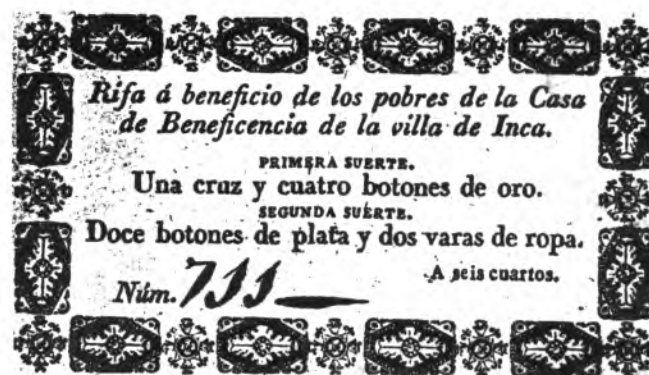 Rifa á beneficio de los pobres de la Casa
de Beneficencia de la villa de Inca.
PRIMERA SUERTE.
Una cruz y cuatro botones de oro.
SEGUNDA SUERTE.
Doce botones de plata y dos varas de ropa.
A seis cuartos.
Núm. 711